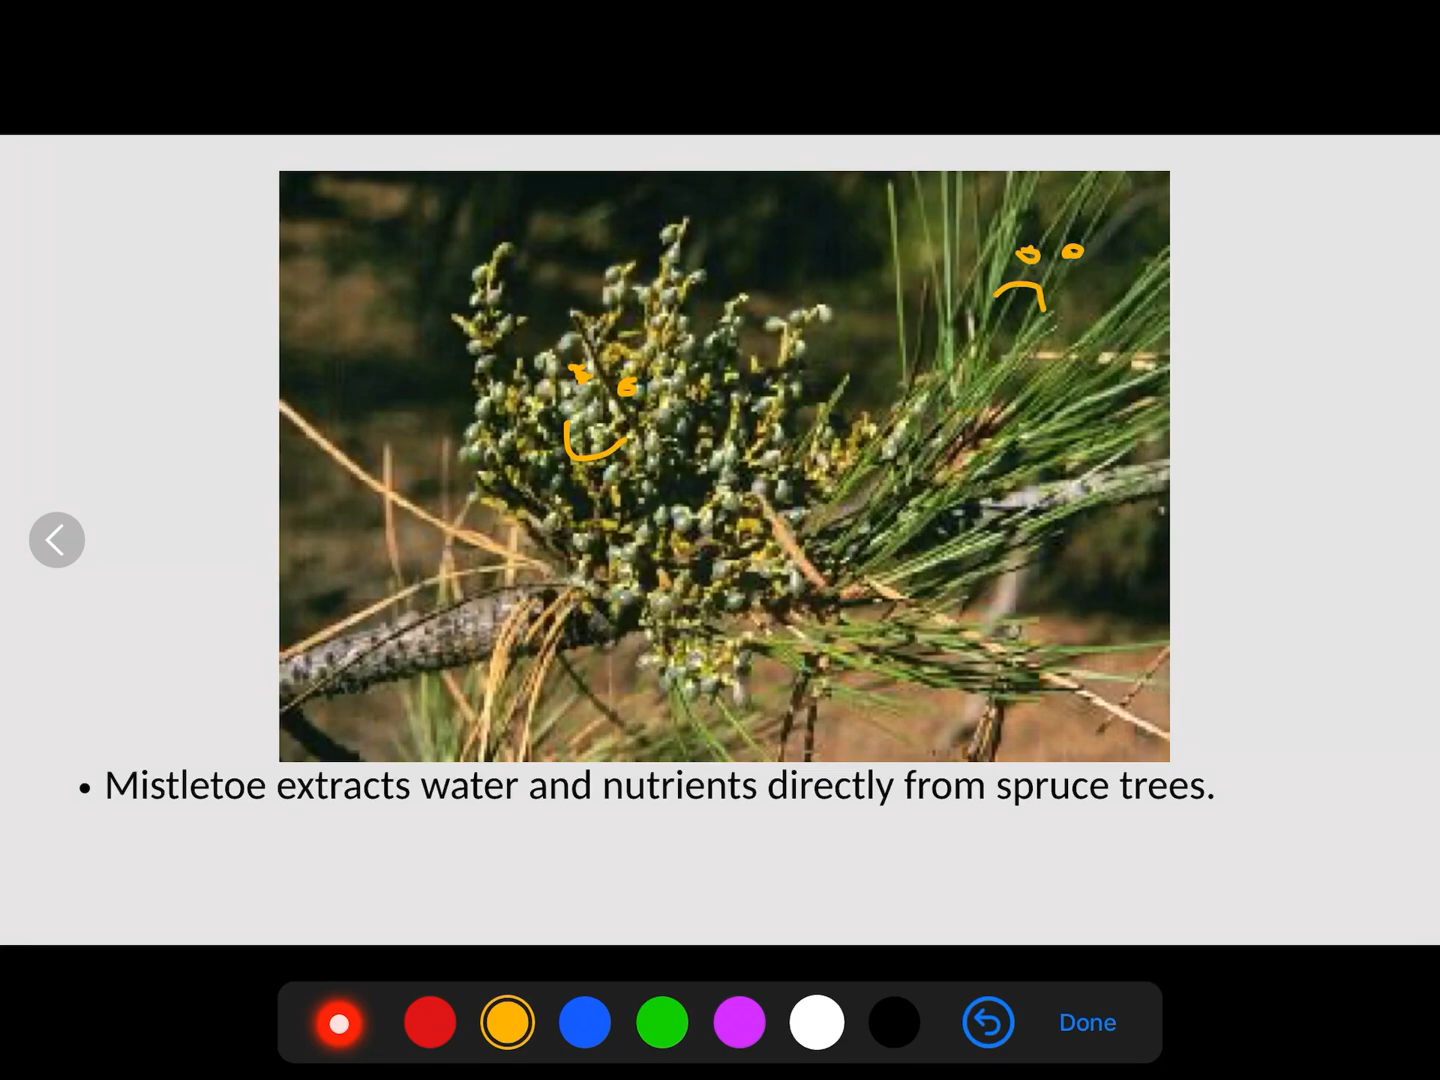 • Mistletoe extracts water and nutrients directly from spruce trees.
Done